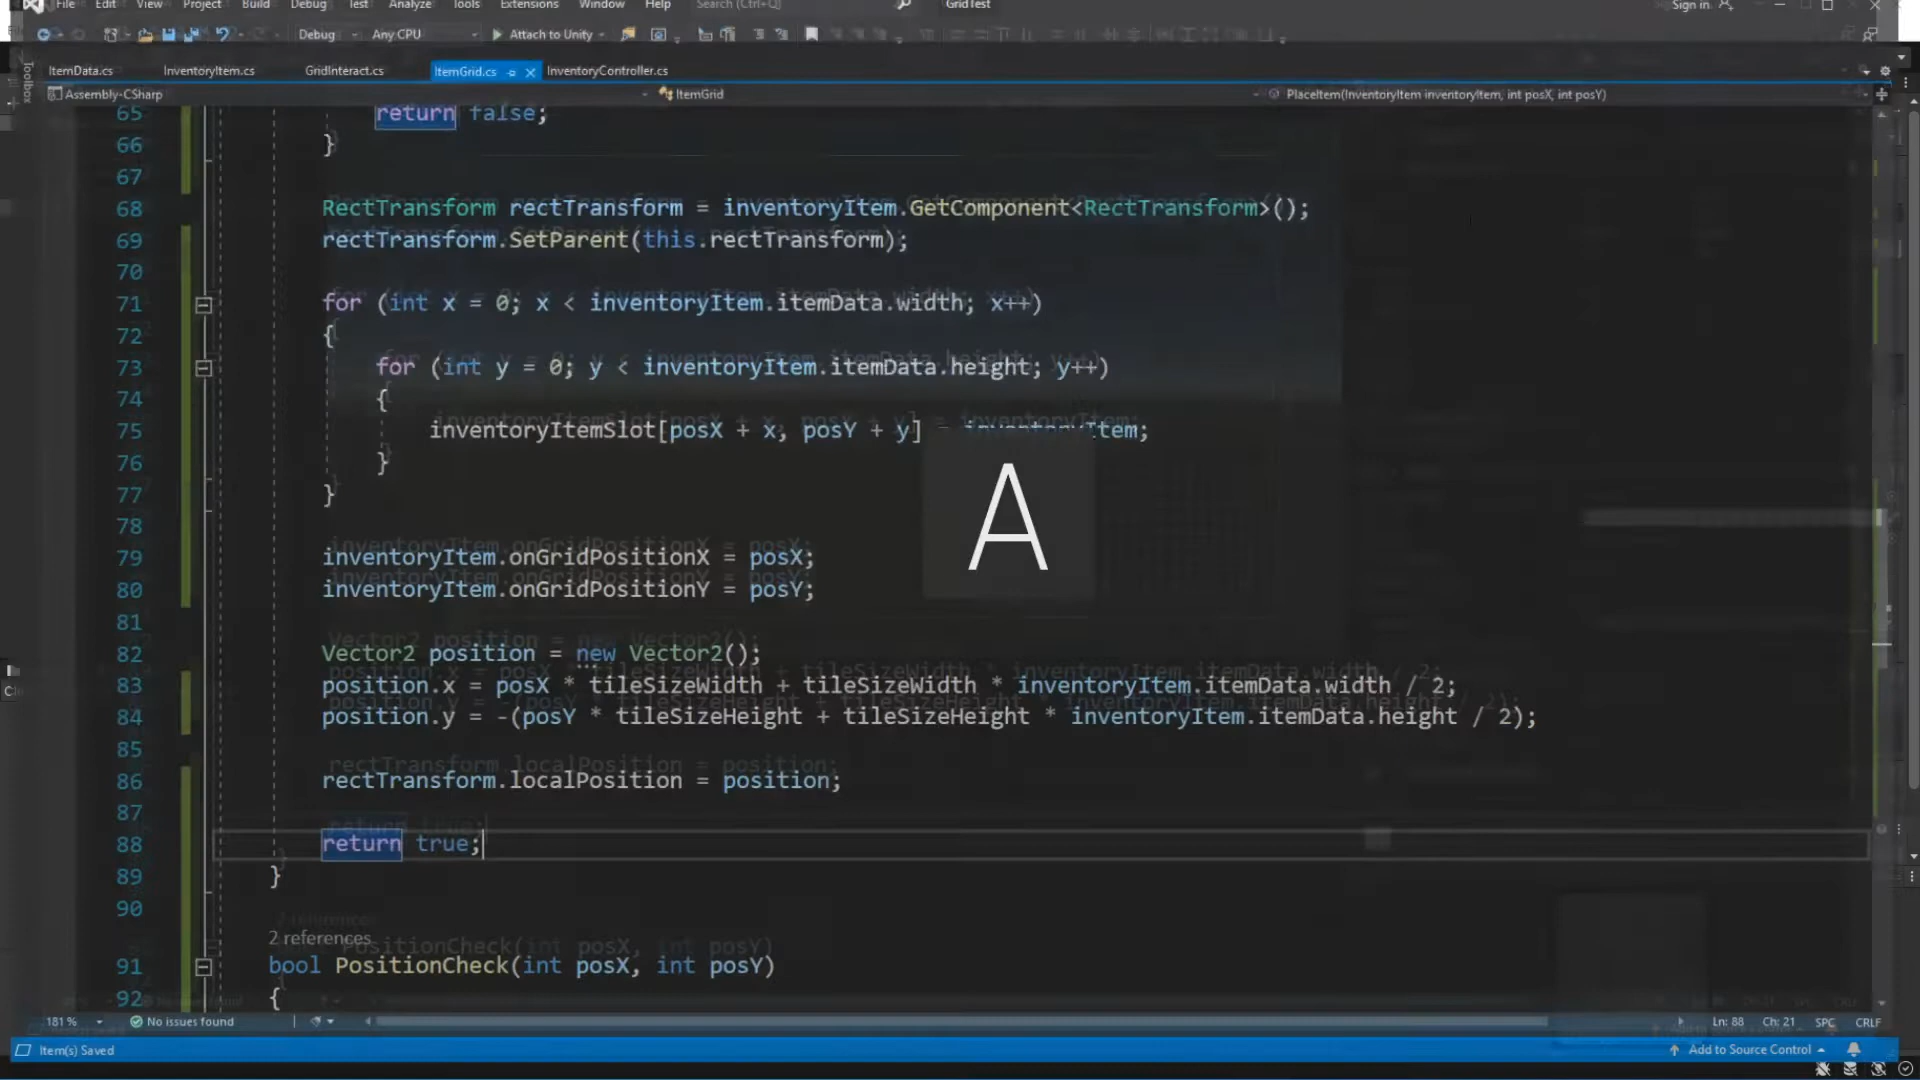 File Edit View Project Build Debug Test Analyze Tools Extensions Window Help Search (Ctrl+Q) GridTest Sign in
Debug Any CPU Attach to Unity
Toolbox
ItemData.cs InventoryItem.cs GridInteract.cs ItemGrid.cs InventoryController.cs
Assembly-CSharp ItemGrid PlaceItem(InventoryItem inventoryItem, int posX, int posY)
65 return false;
66 }
67
68 RectTransform rectTransform = inventoryItem.GetComponent<RectTransform>();
69 rectTransform.SetParent(this.rectTransform);
70
71 for (int x = 0; x < inventoryItem.itemData.width; x++)
72 {
73 for (int y = 0; y < inventoryItem.itemData.height; y++)
74 {
75 inventoryItemSlot[posX + x, posY + y] = inventoryItem;
76 }
77 }
78
79 inventoryItem.onGridPositionX = posX;
80 inventoryItem.onGridPositionY = posY;
81
82 Vector2 position = new Vector2();
83 position.x = posX * tileSizeWidth + tileSizeWidth * inventoryItem.itemData.width / 2;
84 position.y = -(posY * tileSizeHeight + tileSizeHeight * inventoryItem.itemData.height / 2);
85
86 rectTransform.localPosition = position;
87
88 return true;
89 }
90
2 references
91 bool PositionCheck(int posX, int posY)
92 {
A
181 % No issues found Ln: 88 Ch: 21 SPC CRLF
Item(s) Saved Add to Source Control